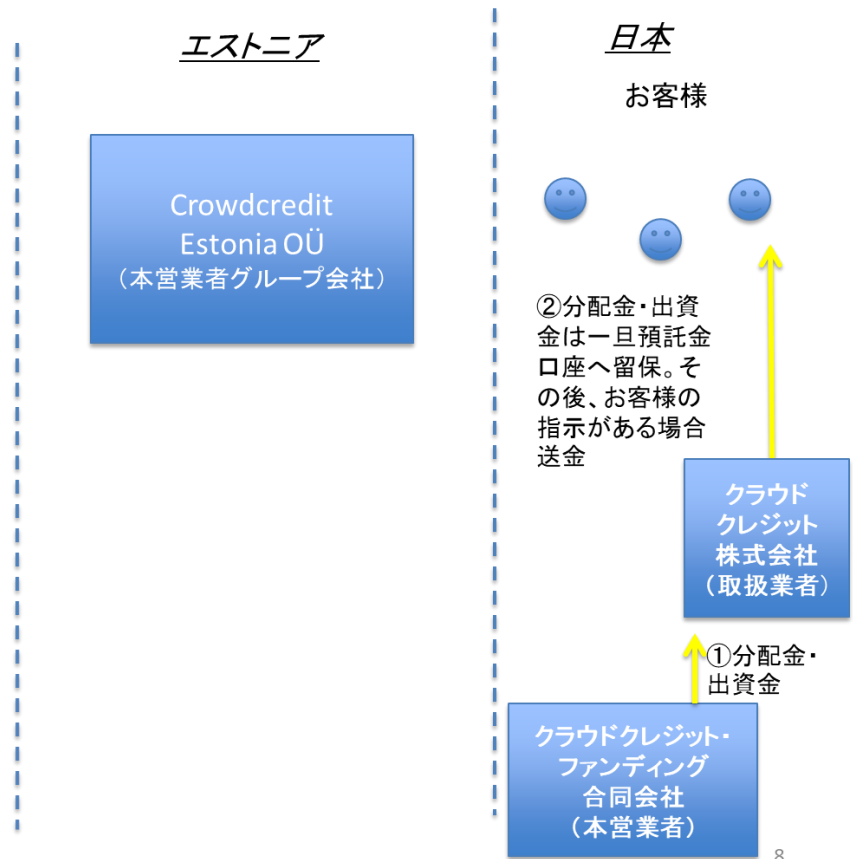 エストニア
日本
お客様
Crowdcredit
Estonia OÜ
（本営業者グループ会社）
②分配金・出資
金は一旦預託金
口座へ留保。そ
の後、お客様の
指示がある場合
送金
クラウド
クレジット
株式会社
（取扱業者）
①分配金・
出資金
クラウドクレジット・
ファンディング
合同会社
（本営業者）
8